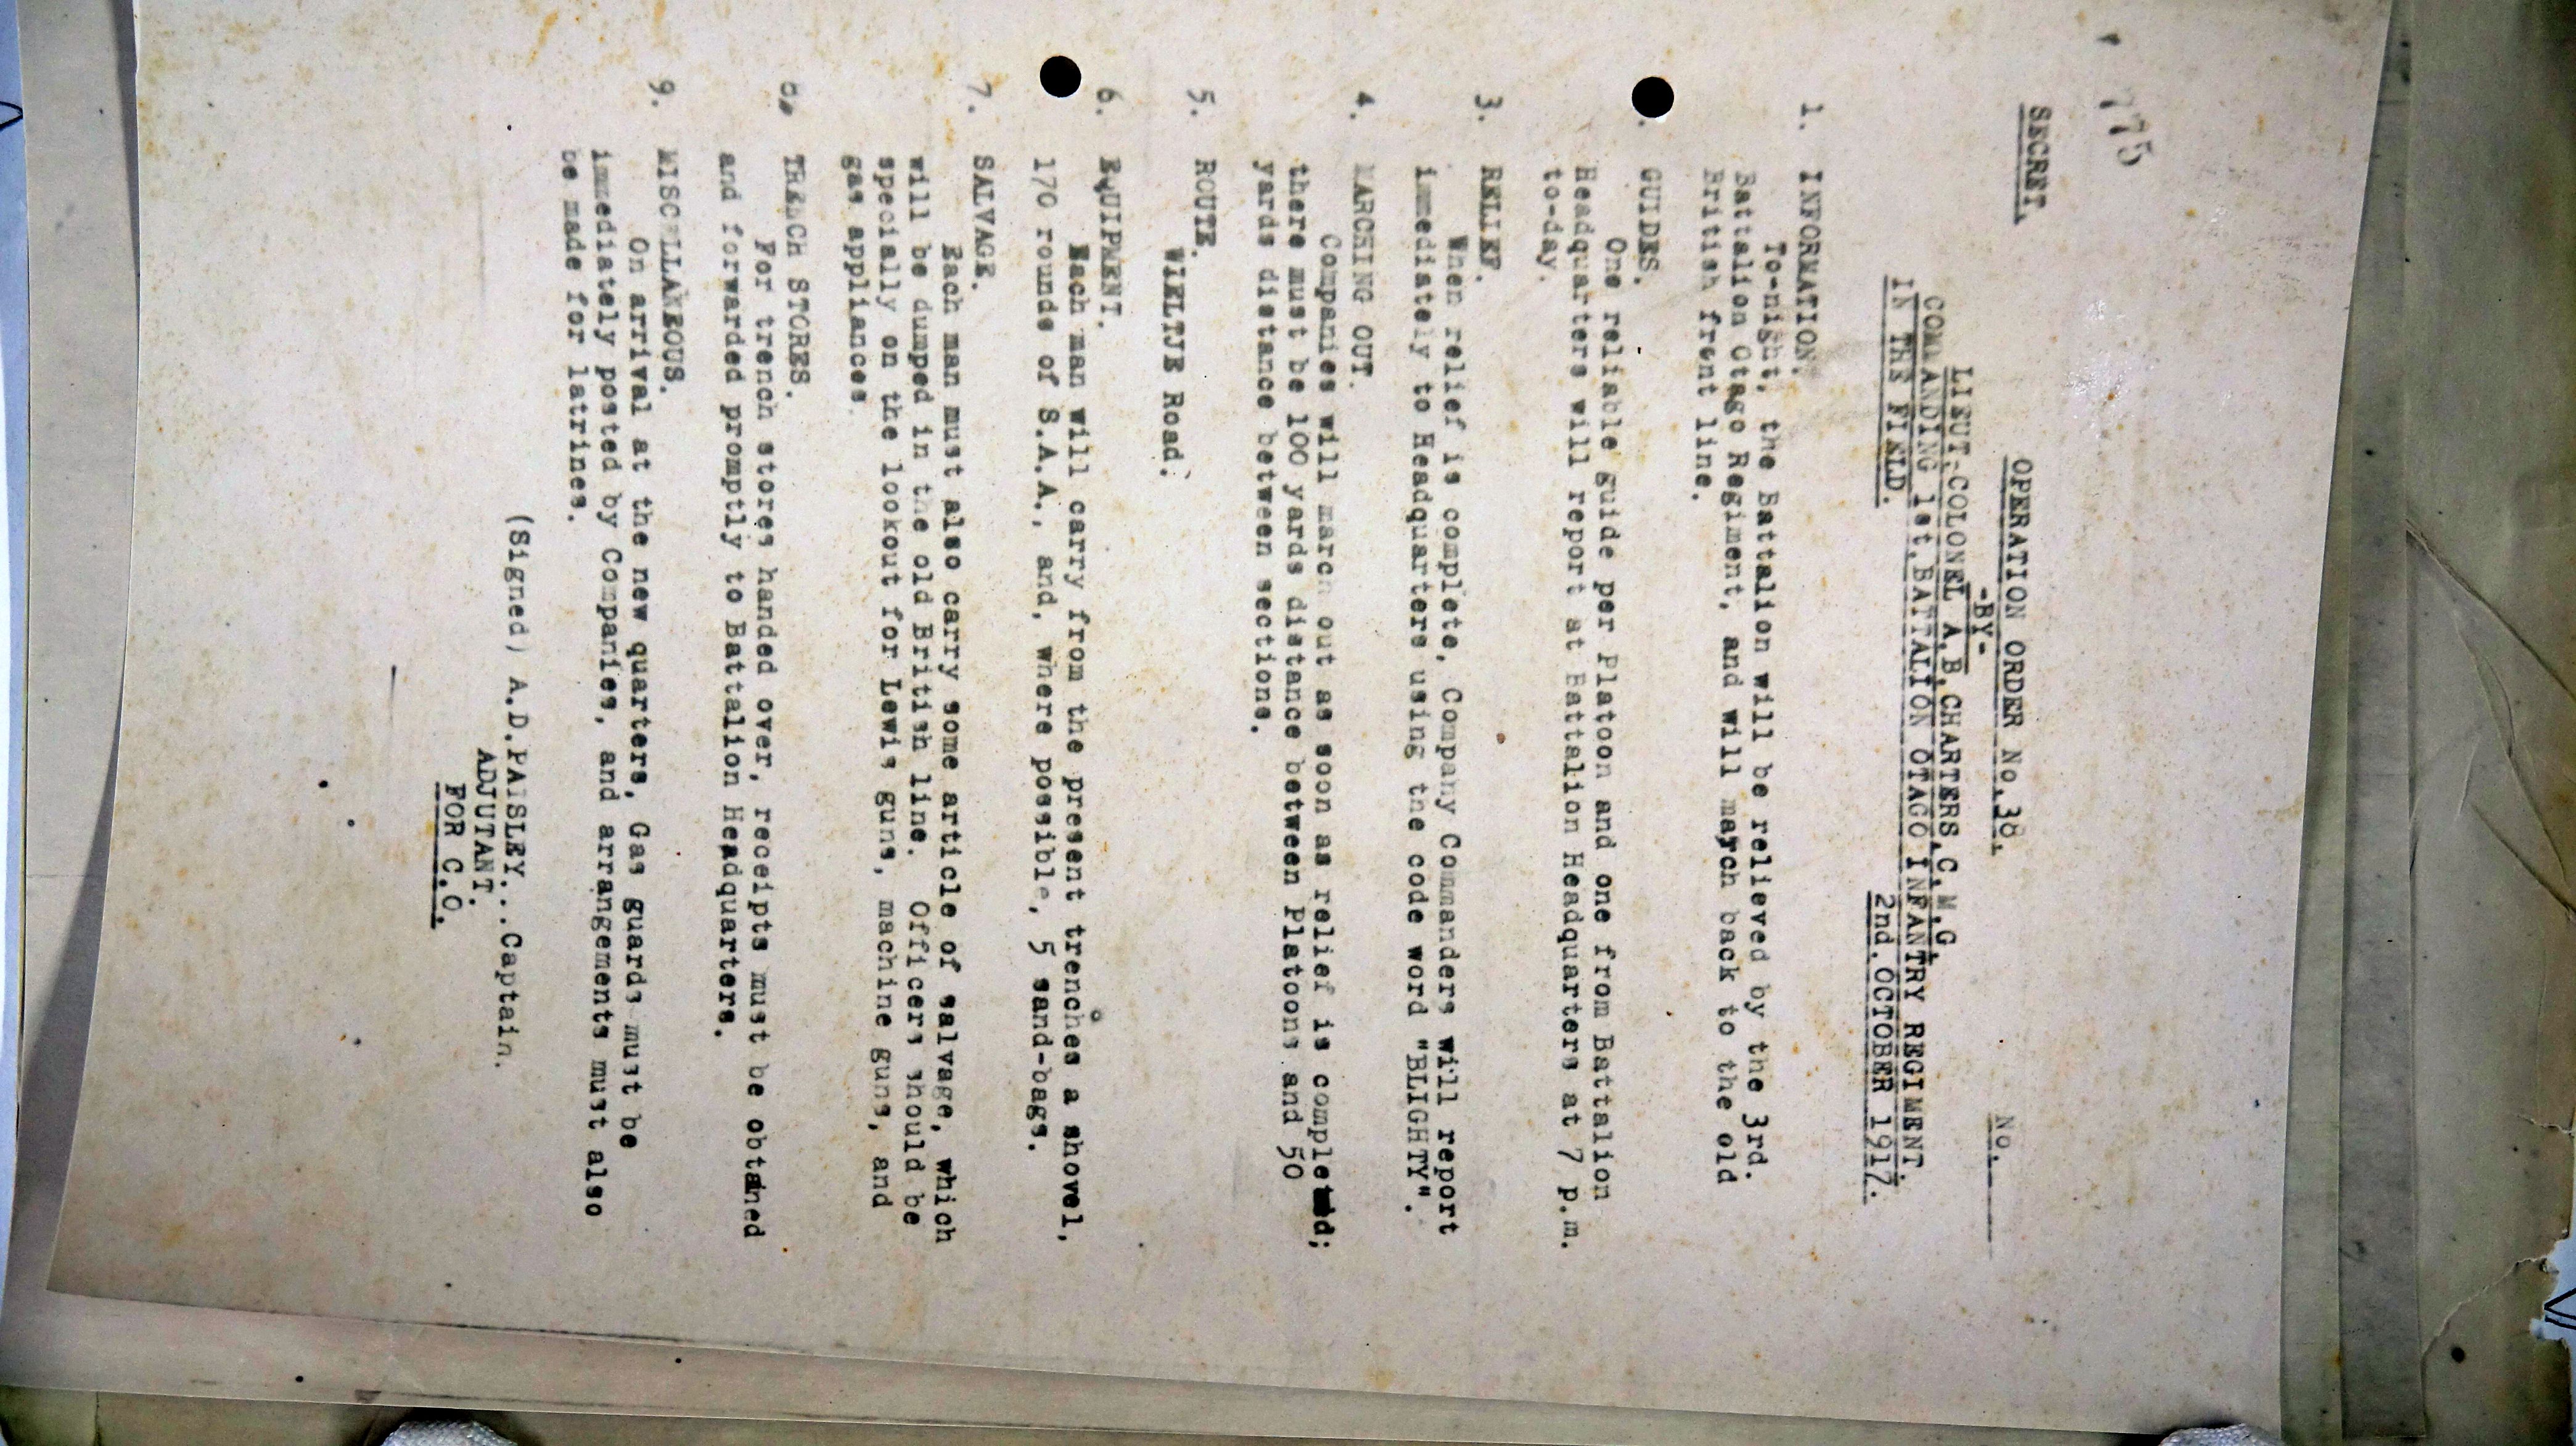 775
SECRET.
OPERATION ORDER No.38.
No.
-BY-
LIEUT-COLONEL A.B.CHARTERS,C.M.G.
COMMANDING 1st.BATTALION OTAGO INFANTRY REGIMENT.
IN THE FIELD.
2nd.OCTOBER 1917.
1. INFORMATION.
To-night, the Battalion will be relieved by the 3rd.
Battalion Otago Regiment, and will march back to the old
British front line.
GUIDES.
One reliable guide per Platoon and one from Battalion
Headquarters will report at Battalion Headquarters at 7 p.m.
to-day.
3. RELIEF.
When relief is complete, Company Commanders will report
immediately to Headquarters using the code word "BLIGHTY".
4. MARCHING OUT.
Companies will march out as soon as relief is completed;
there must be 100 yards distance between Platoons and 50
yards distance between sections.
5. ROUTE.
WIELTJE Road.
6. EQUIPMENT.
Each man will carry from the present trenches a shovel,
170 rounds of S.A.A., and, where possible, 5 sand-bags.
7. SALVAGE.
Each man must also carry some article of salvage, which
will be dumped in the old British line. Officers should be
specially on the lookout for Lewis guns, machine guns, and
gas appliances.
8. TRENCH STORES.
For trench stores handed over, receipts must be obtained
and forwarded promptly to Battalion Headquarters.
9. MISCELLANEOUS.
On arrival at the new quarters, Gas guards must be
immediately posted by Companies, and arrangements must also
be made for latrines.
(Signed) A.D.PAISLEY...Captain.
ADJUTANT.
FOR C.O.